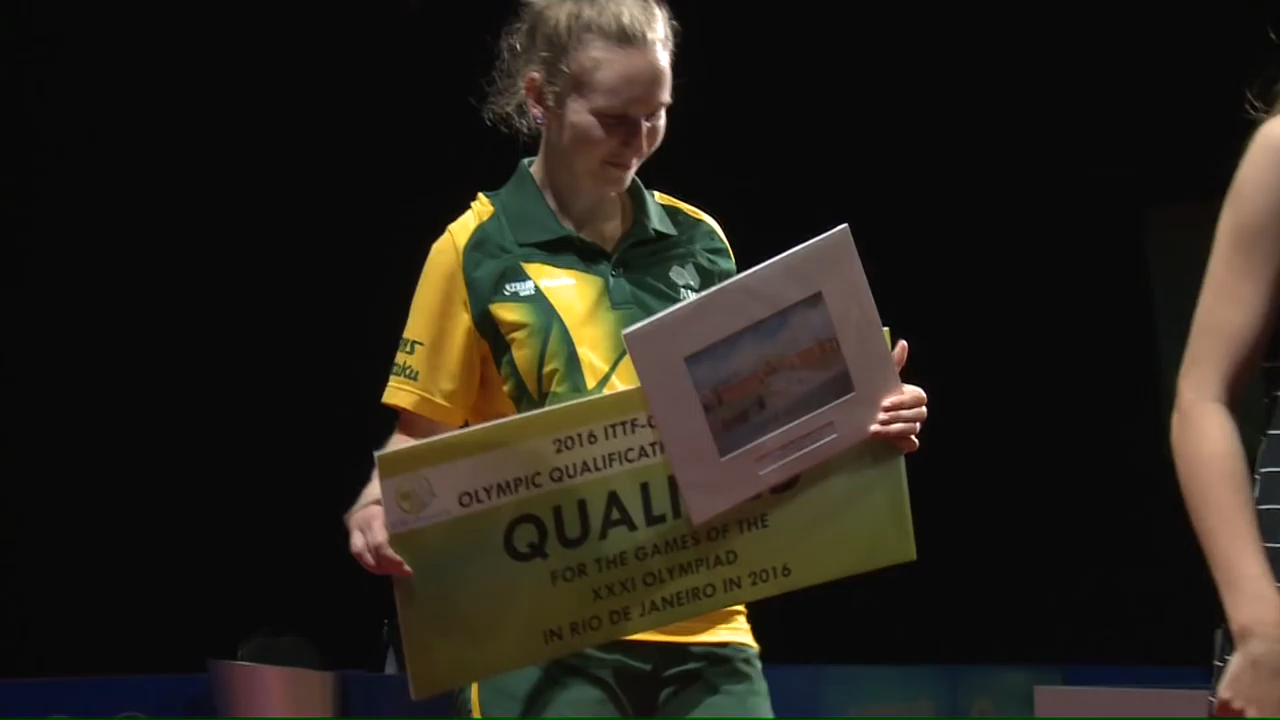 2016 ITTF-
OLYMPIC QUALIFICATI
QUALI
FOR THE GAMES OF THE
XXXI OLYMPIAD
IN RIO DE JANEIRO IN 2016